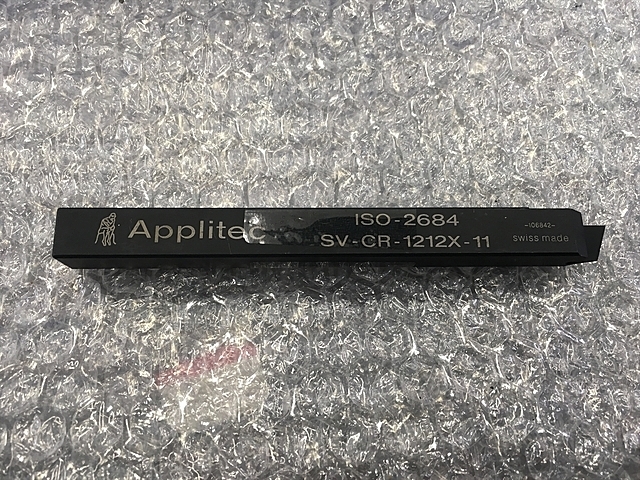 Applitec
ISO-2684
SV-CR-1212X-11
-106842-
swiss made